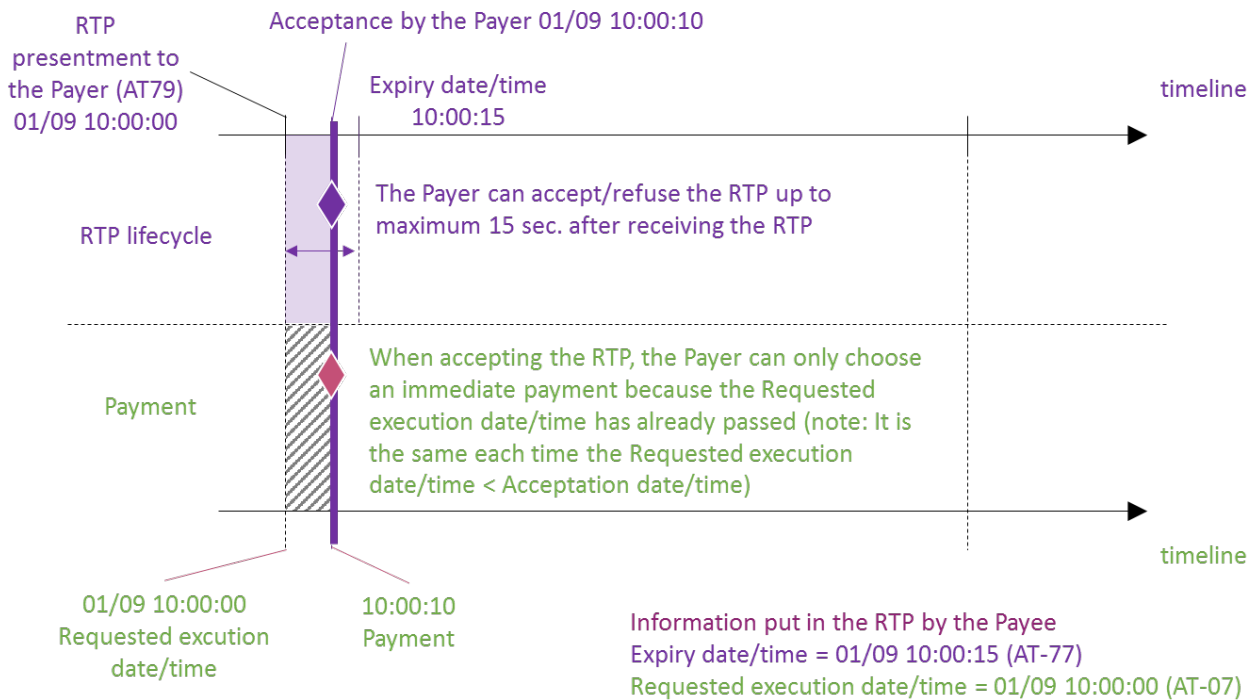 RTP
presentment to
the Payer (AT79)
01/09 10:00:00
Acceptance by the Payer 01/09 10:00:10
Expiry date/time
10:00:15
timeline
The Payer can accept/refuse the RTP up to
maximum 15 sec. after receiving the RTP
RTP lifecycle
When accepting the RTP, the Payer can only choose
an immediate payment because the Requested
execution date/time has already passed (note: It is
the same each time the Requested execution
date/time < Acceptation date/time)
Payment
timeline
01/09 10:00:00
Requested excution
date/time
10:00:10
Payment
Information put in the RTP by the Payee
Expiry date/time = 01/09 10:00:15 (AT-77)
Requested execution date/time = 01/09 10:00:00 (AT-07)